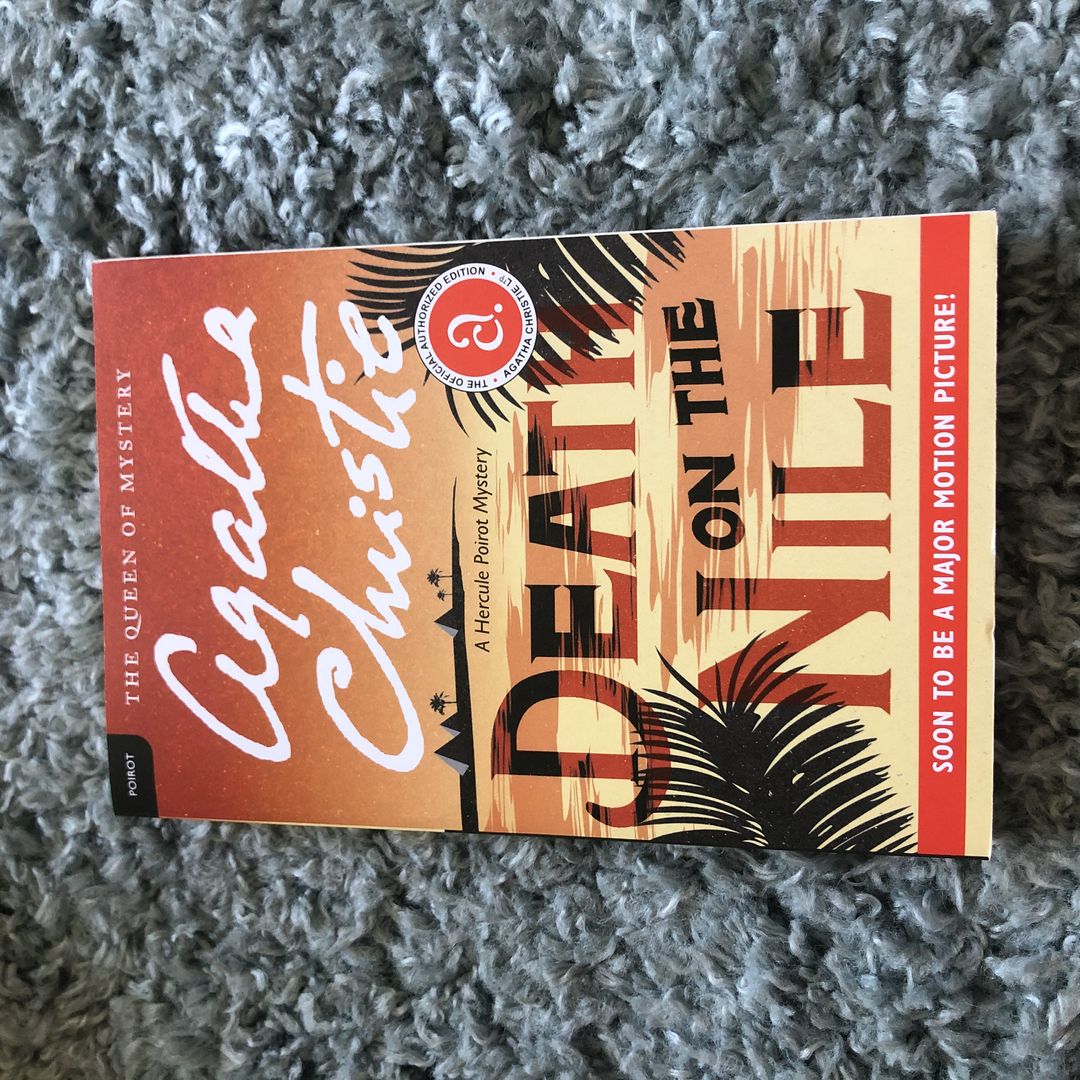 POIROT
THE QUEEN OF MYSTERY
Agatha
Christie
THE OFFICIAL AUTHORIZED EDITION • AGATHA CHRISTIE LTD •
a.
A Hercule Poirot Mystery
DEATH
ON THE
NILE
SOON TO BE A MAJOR MOTION PICTURE!